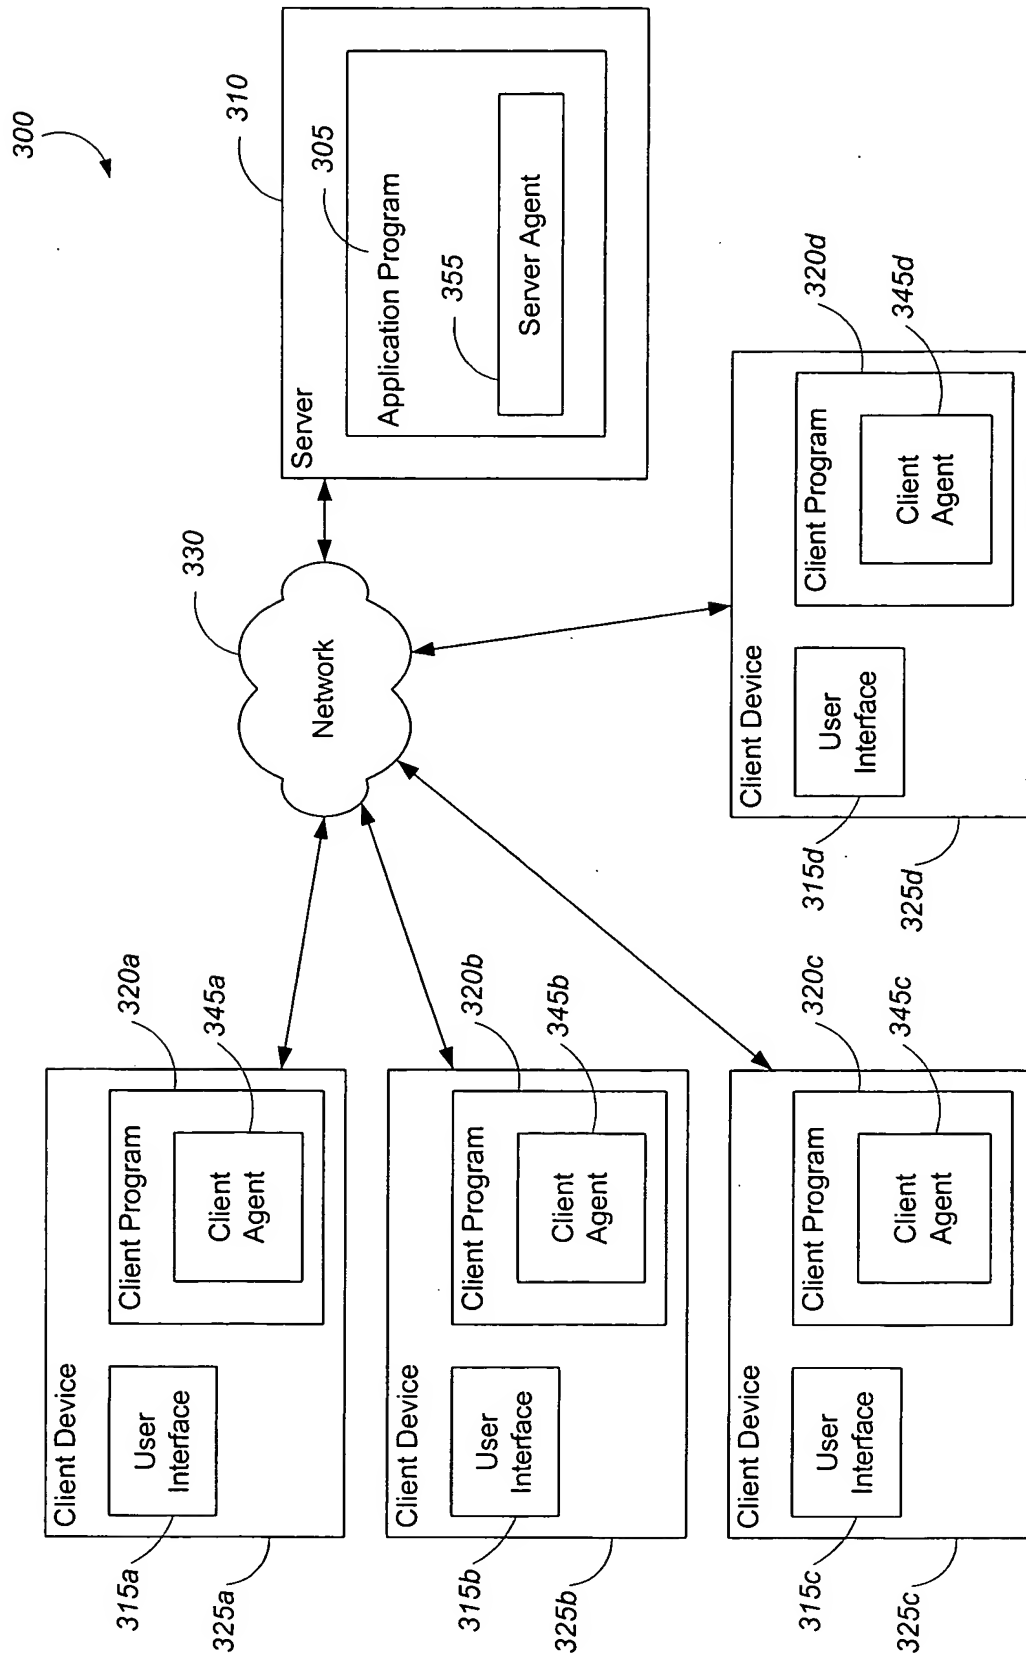 300
Client Device
Client Program
320a
345a
Client
Agent
User
Interface
315a
325a
Client Device
Client Program
320b
345b
Client
Agent
User
Interface
315b
325b
Client Device
Client Program
320c
345c
Client
Agent
User
Interface
315c
325c
330
Network
Server
310
Application Program
305
355
Server Agent
Client Device
Client Program
320d
345d
Client
Agent
User
Interface
315d
325d